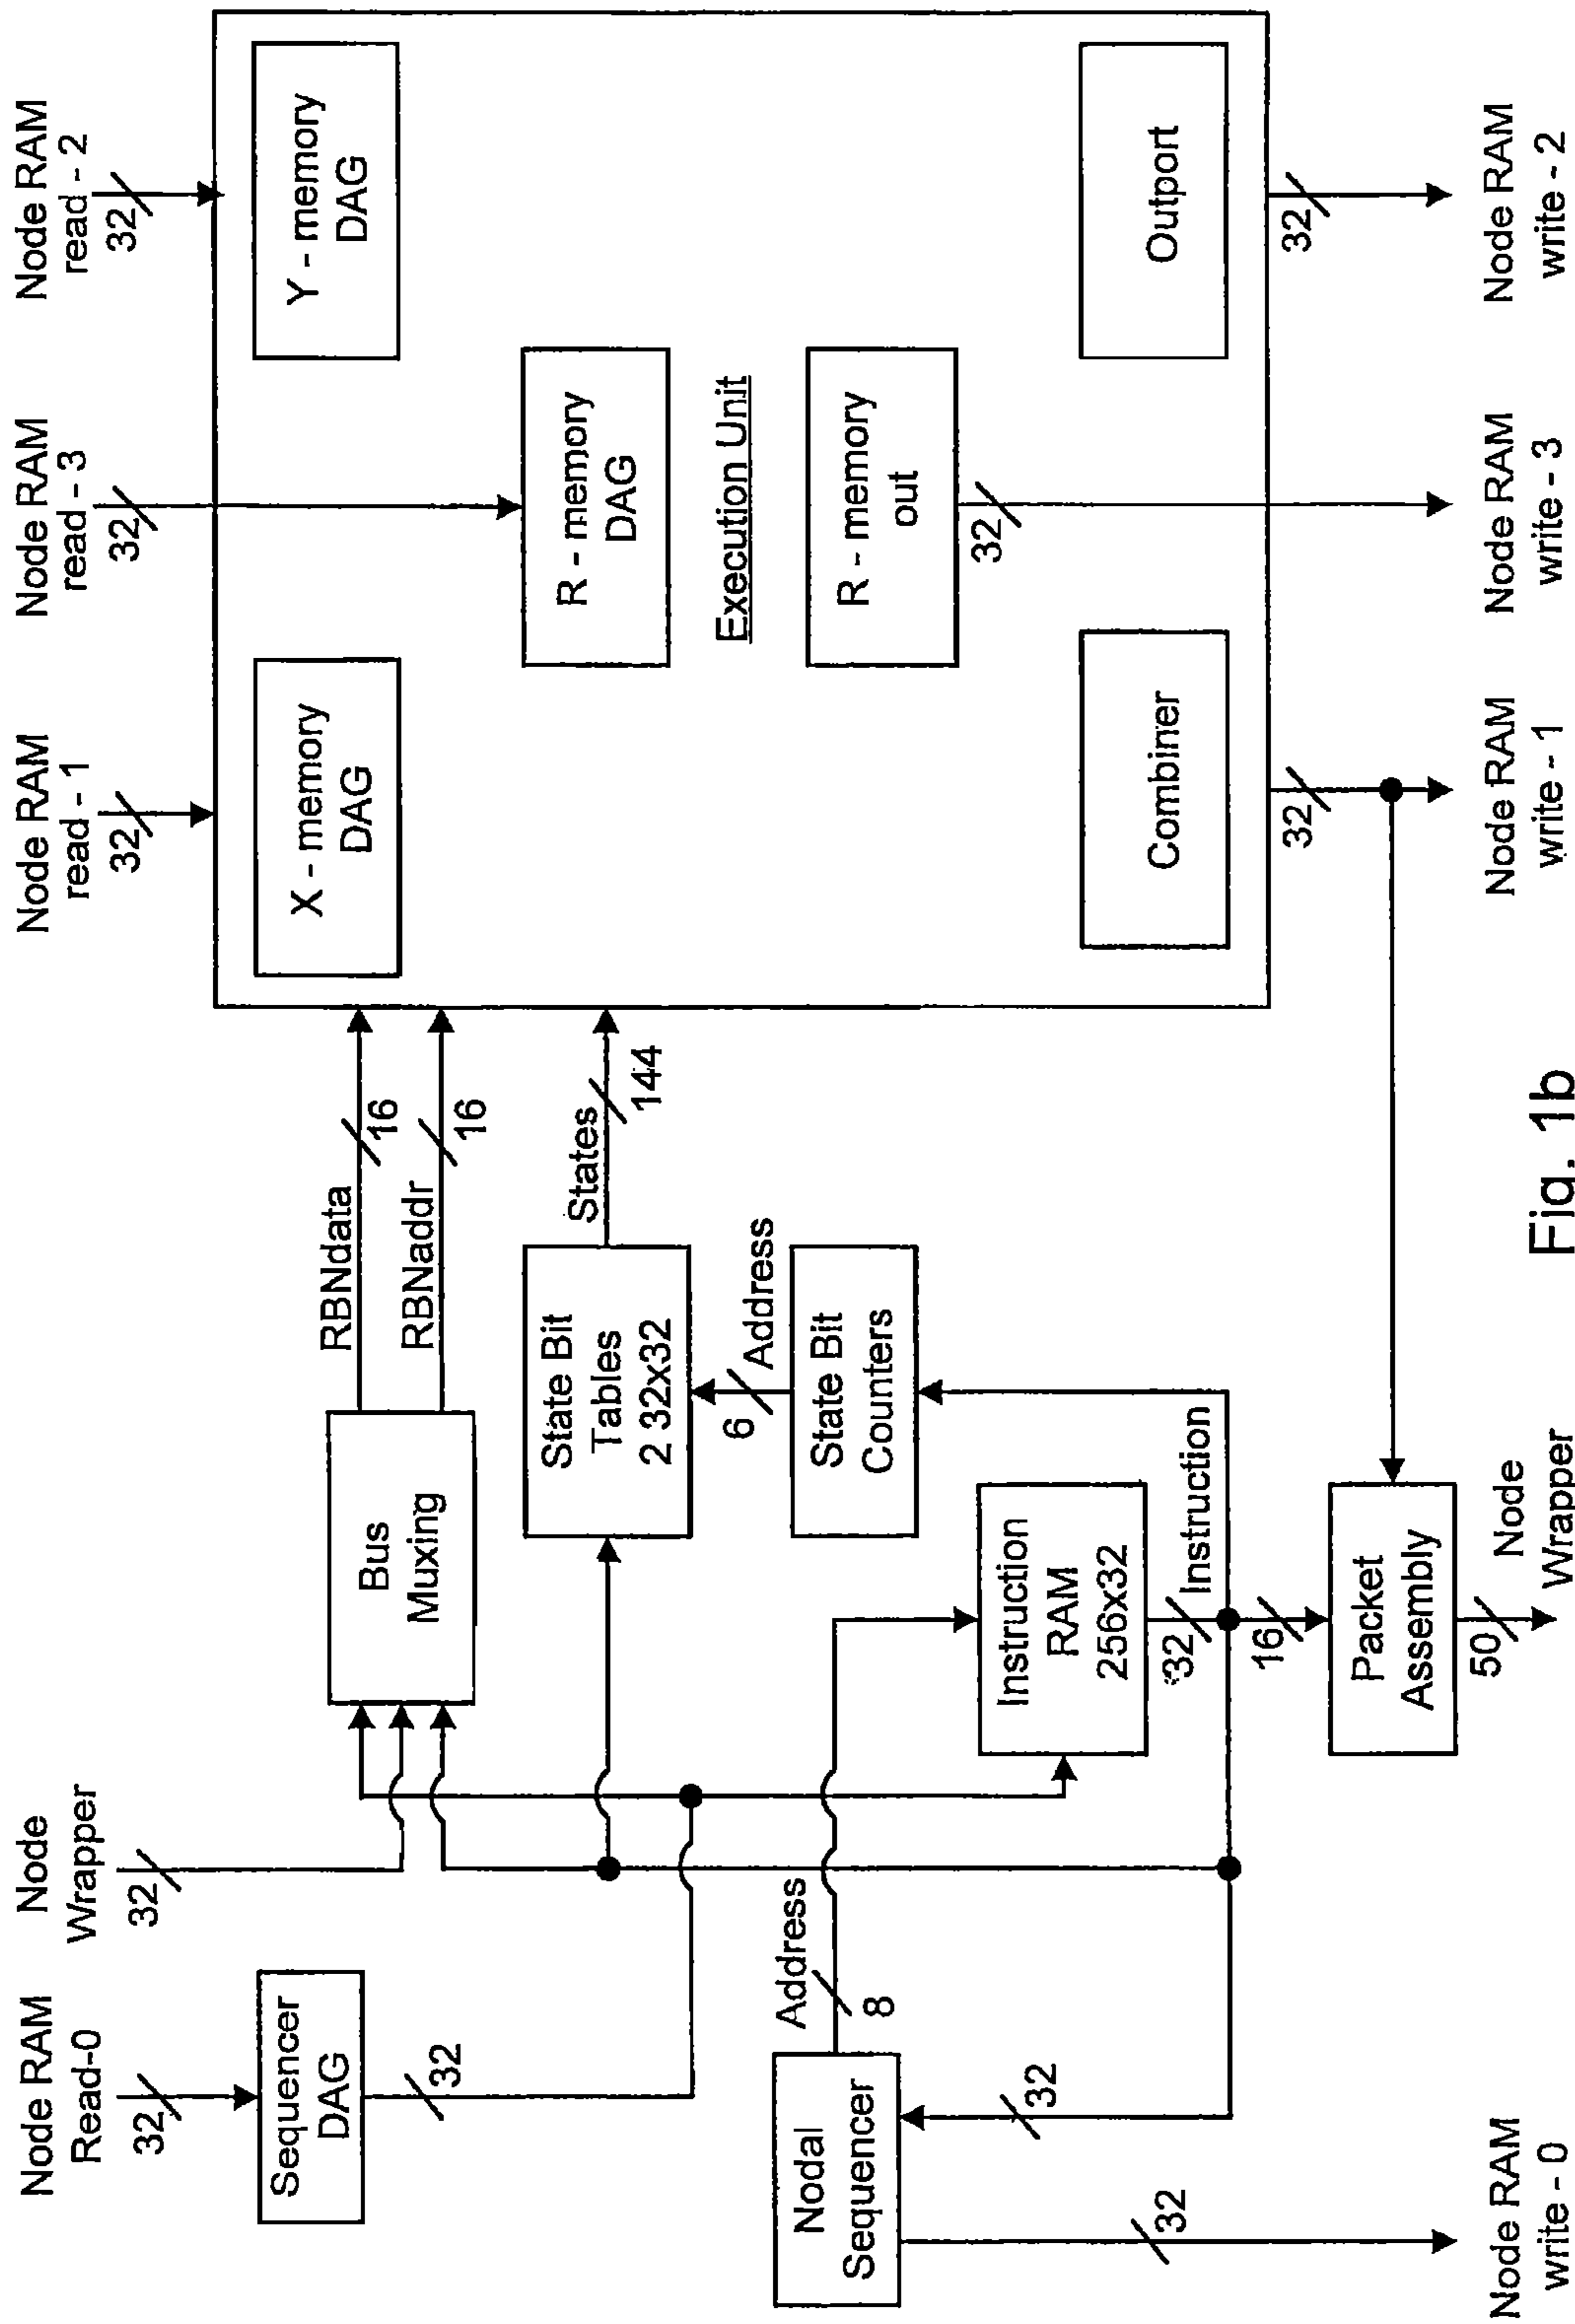 Node RAM
Read-0
32
Sequencer
DAG
32
Node
Wrapper
32
Node RAM
read - 1
32
Node RAM
read - 3
32
Node RAM
read - 2
32
Bus
Muxing
RBNdata
16
RBNaddr
16
State Bit
Tables
2 32x32
States
144
6
Address
State Bit
Counters
Nodal
Sequencer
Address
8
32
32
Node RAM
write - 0
Instruction
RAM
256x32
32
Instruction
16
Packet
Assembly
50
Node
Wrapper
X - memory
DAG
Y - memory
DAG
R - memory
DAG
Execution Unit
R - memory
out
32
Combiner
Outport
32
Node RAM
write - 1
Node RAM
write - 3
32
Node RAM
write - 2
Fig. 1b